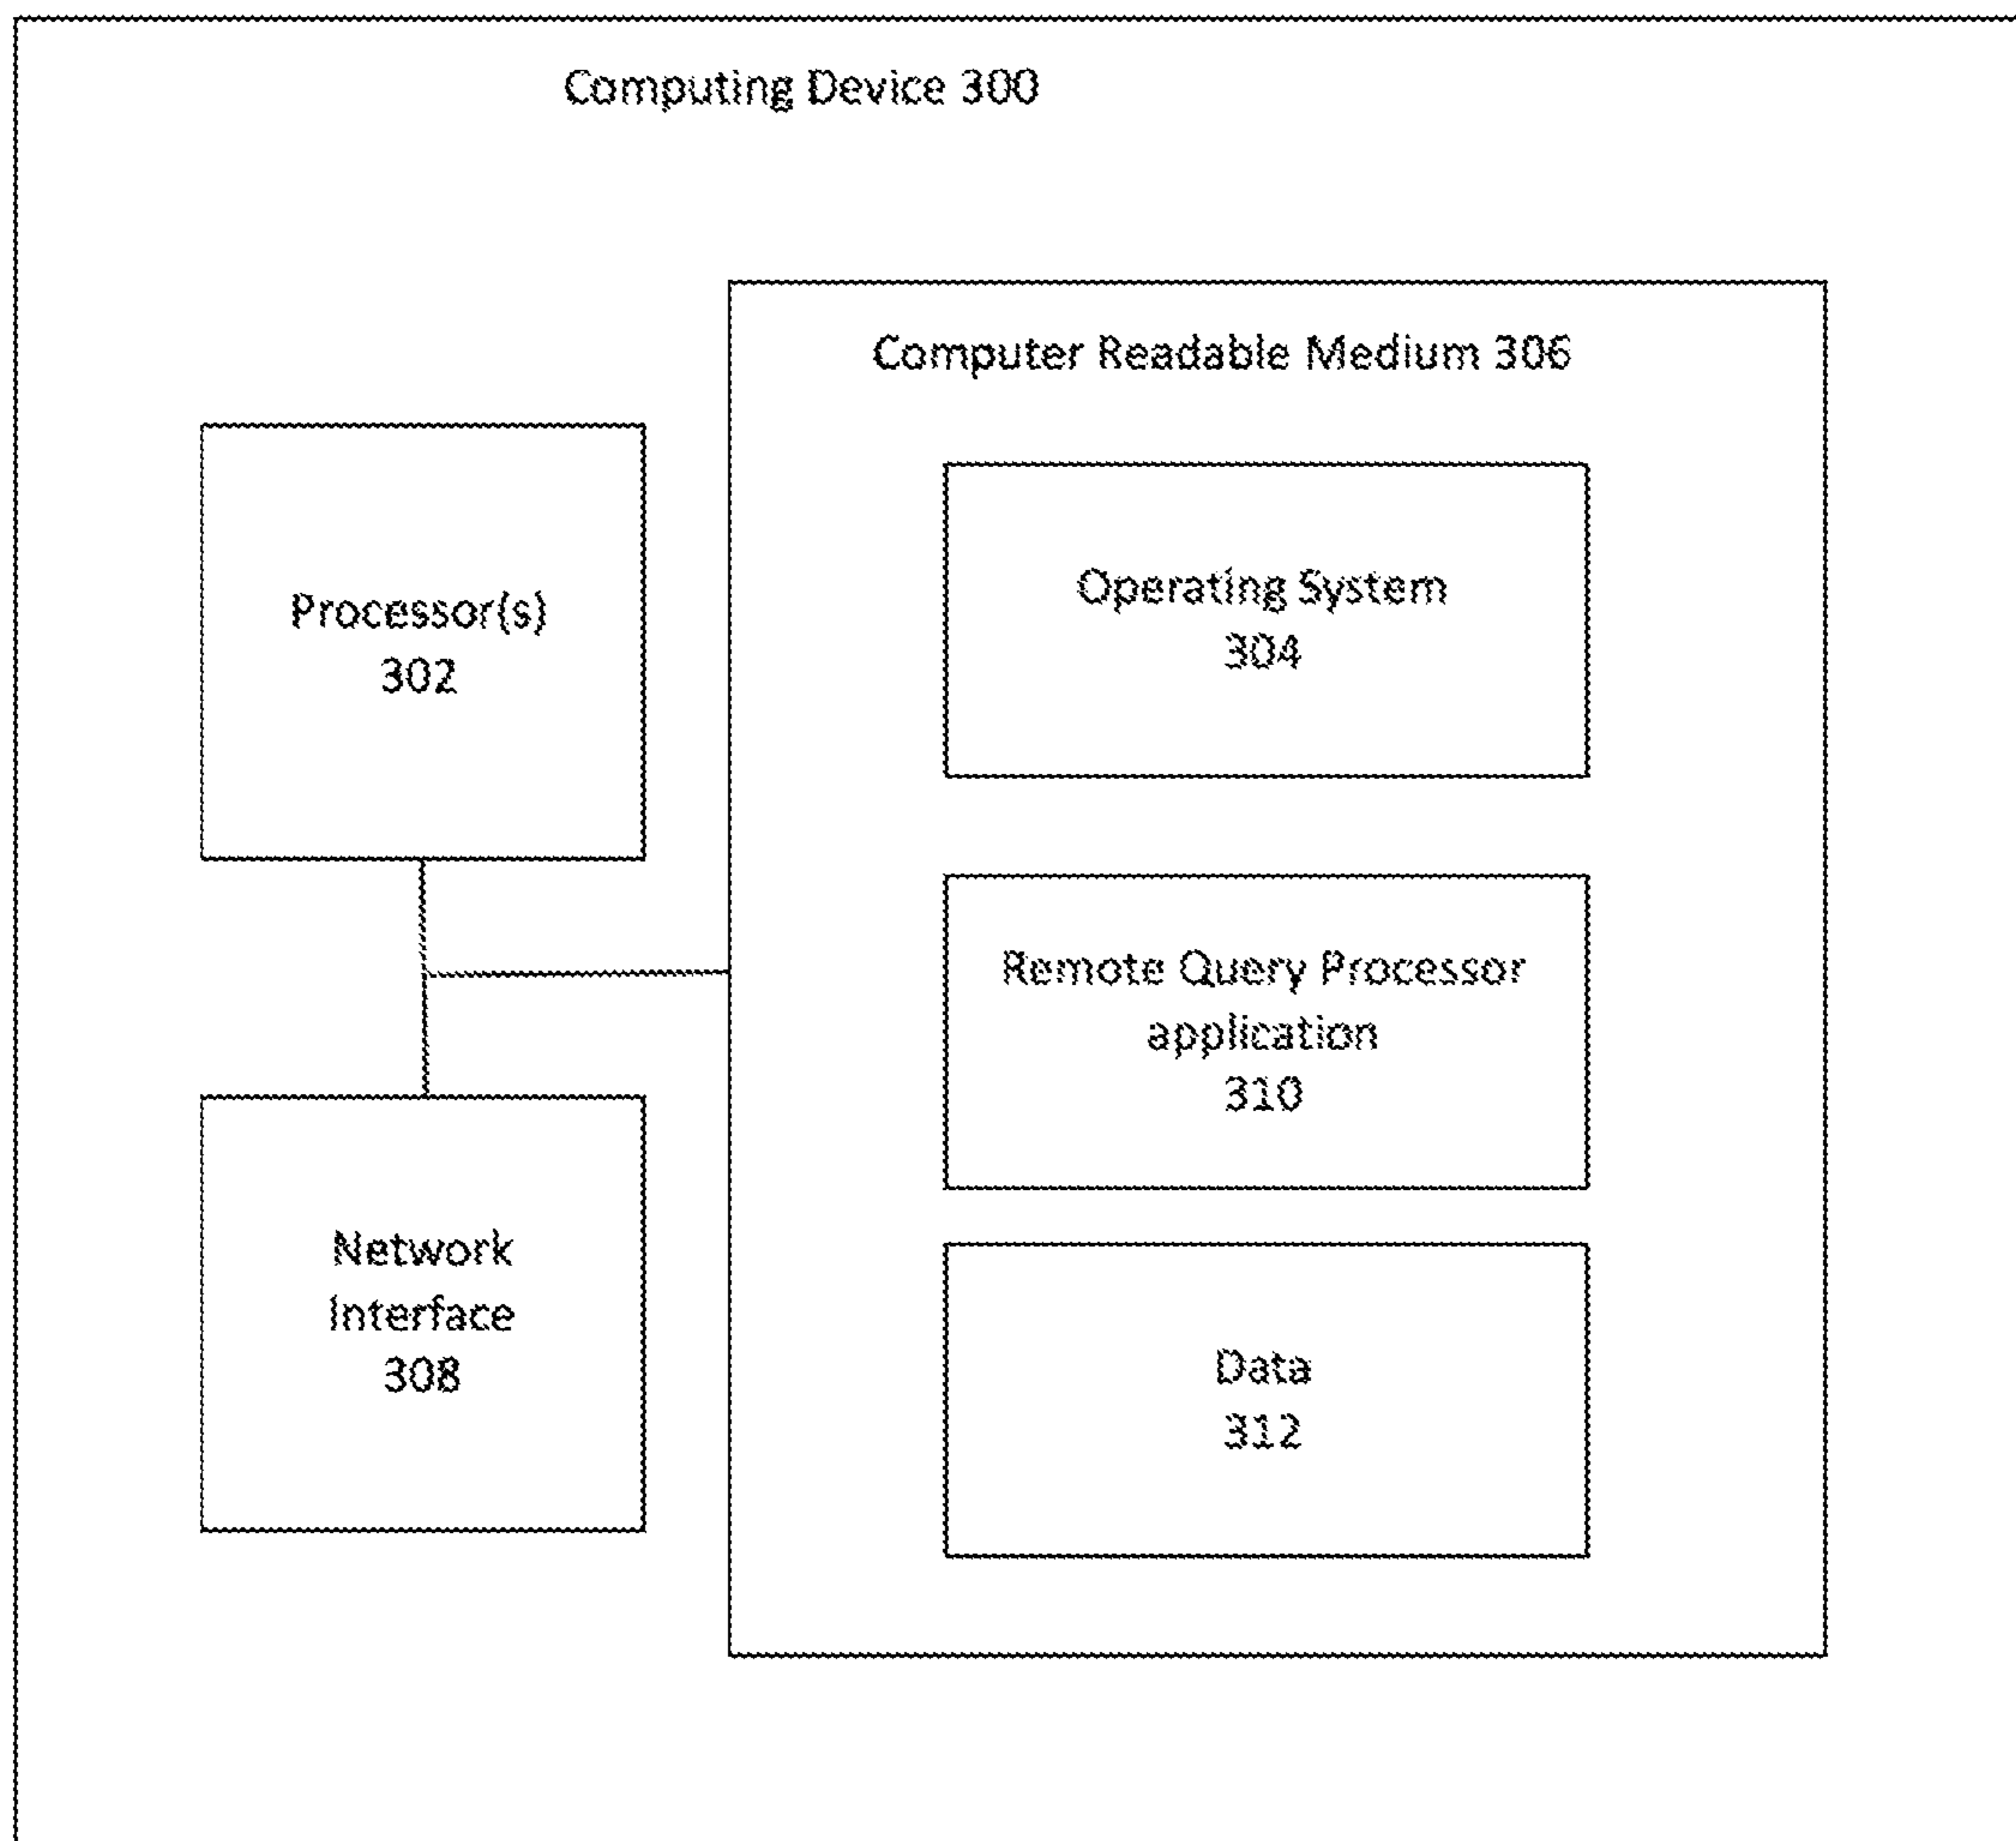 Computing Device 300
Computer Readable Medium 306
Processor(s)
302
Operating System
304
Remote Query Processor
application
310
Network
Interface
308
Data
312